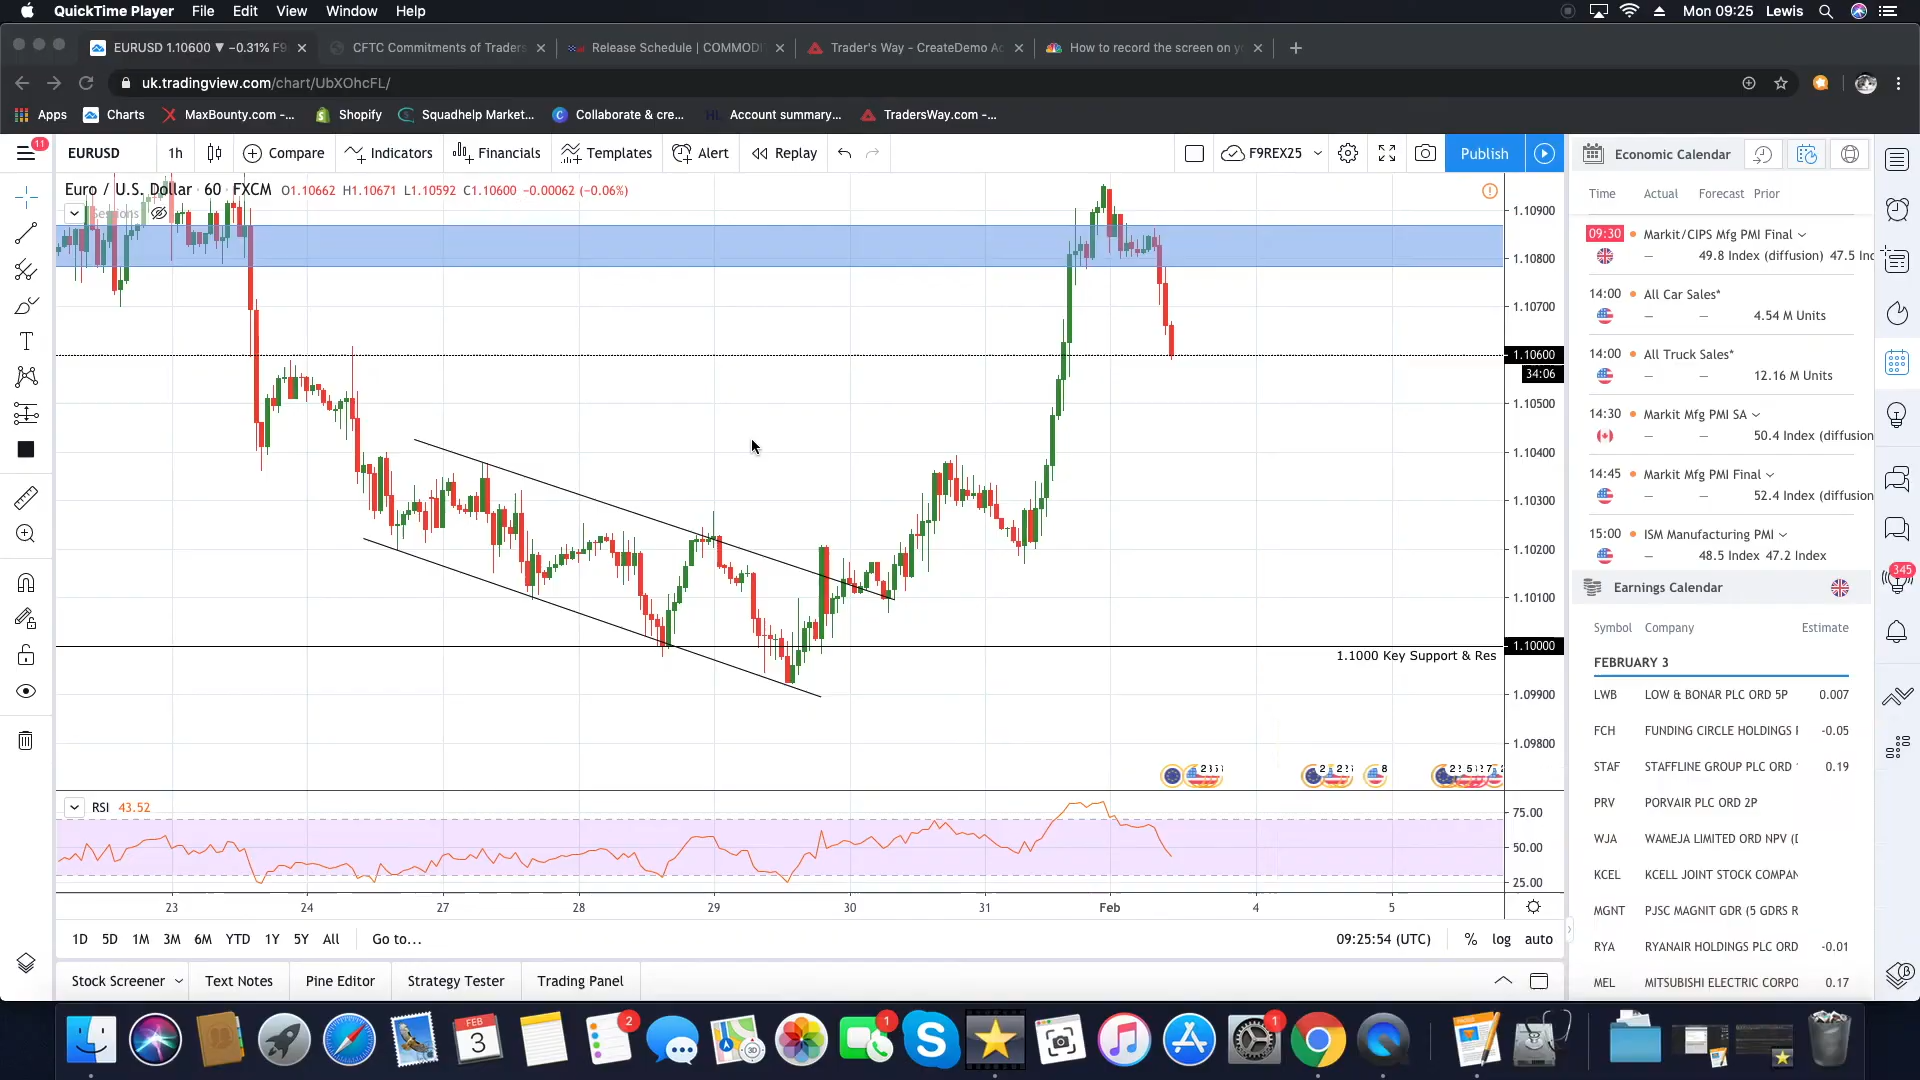 QuickTime Player File Edit View Window Help Mon 09:25 Lewis
EURUSD 1.10600 ▼ −0.31% F9 CFTC Commitments of Traders Release Schedule | COMMOD Trader's Way - CreateDemo Ac How to record the screen on y
uk.tradingview.com/chart/UbXOhcFL/
Apps Charts MaxBounty.com -... Shopify Squadhelp Market... Collaborate & cre... HL Account summary... TradersWay.com -...
11
EURUSD 1h Compare Indicators Financials Templates Alert Replay F9REX25 Publish
Economic Calendar
Euro / U.S. Dollar · 60 · FXCM O1.10662 H1.10671 L1.10592 C1.10600 −0.00062 (−0.06%)
Sessions
Time Actual Forecast Prior
09:30 Markit/CIPS Mfg PMI Final
— 49.8 Index (diffusion) 47.5 Inc
14:00 All Car Sales*
— — 4.54 M Units
14:00 All Truck Sales*
— — 12.16 M Units
14:30 Markit Mfg PMI SA
— — 50.4 Index (diffusion
14:45 Markit Mfg PMI Final
— — 52.4 Index (diffusion
15:00 ISM Manufacturing PMI
— 48.5 Index 47.2 Index
345
Earnings Calendar
Symbol Company Estimate
FEBRUARY 3
LWB LOW & BONAR PLC ORD 5P 0.007
FCH FUNDING CIRCLE HOLDINGS -0.05
STAF STAFFLINE GROUP PLC ORD 0.19
PRV PORVAIR PLC ORD 2P
WJA WAMEJA LIMITED ORD NPV
KCEL KCELL JOINT STOCK COMPAN
MGNT PJSC MAGNIT GDR (5 GDRS R
RYA RYANAIR HOLDINGS PLC ORD -0.01
MEL MITSUBISHI ELECTRIC CORPO 0.17
1.10900
1.10800
1.10700
1.10600
34:06
1.10500
1.10400
1.10300
1.10200
1.10100
1.10000
1.1000 Key Support & Res
1.09900
1.09800
RSI 43.52
75.00
50.00
25.00
23 24 27 28 29 30 31 Feb 4 5
1D 5D 1M 3M 6M YTD 1Y 5Y All Go to... 09:25:54 (UTC) % log auto
Stock Screener Text Notes Pine Editor Strategy Tester Trading Panel
FEB
3
2
1
1